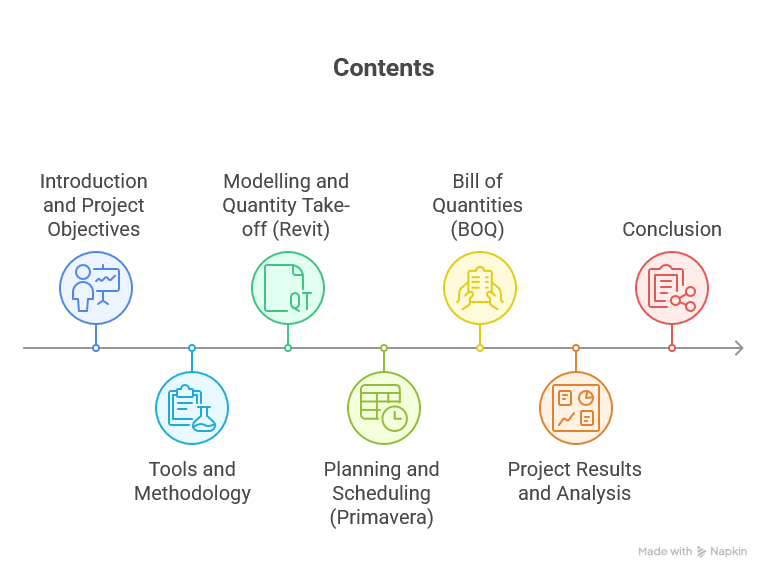 Contents
Introduction
and Project
Objectives
Modelling and
Quantity Take-
off (Revit)
Bill of
Quantities
(BOQ)
Conclusion
QT
Tools and
Methodology
Planning and
Scheduling
(Primavera)
Project Results
and Analysis
Made with Napkin